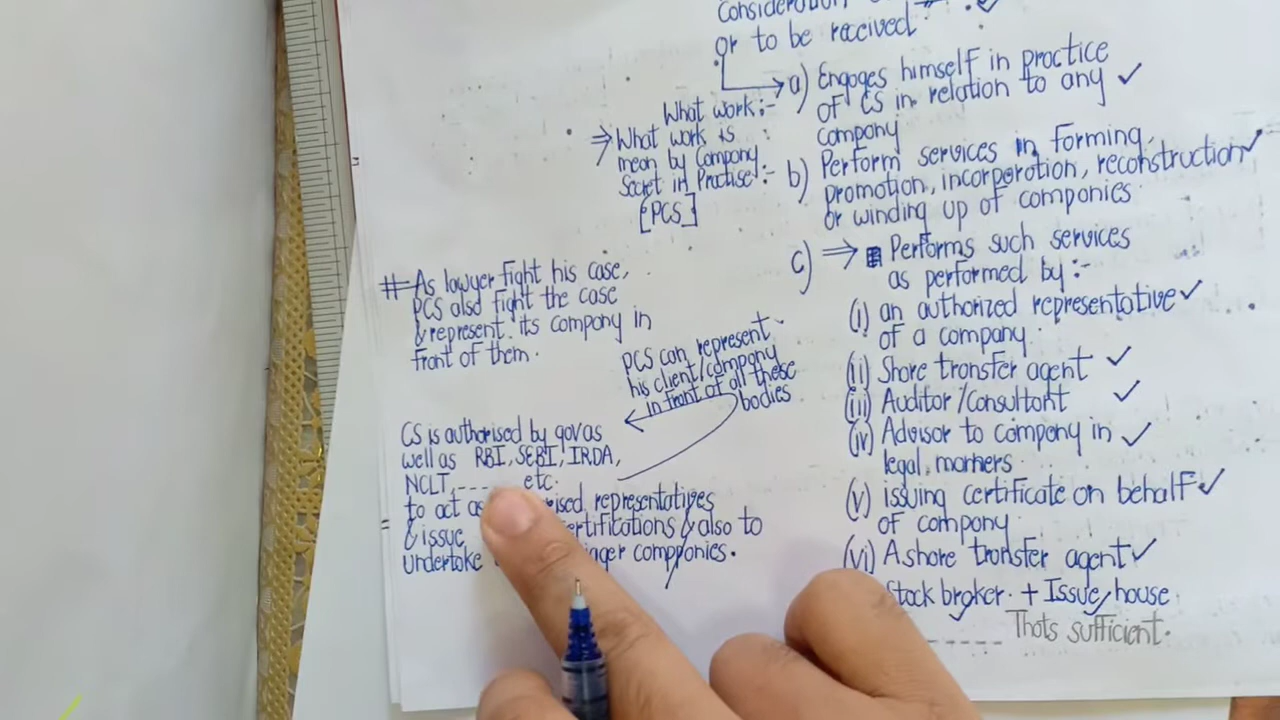 Consideration
or to be received
What work:-
⇒ What work is
mean by Company
Secret in Practise:-
[PCS]
a) Engages himself in practice
of CS in relation to any ✓
company
b) Perform services in forming,
promotion, incorporation, reconstruction ✓
or winding up of companies
c) ⇒ Performs such services
as performed by:-
(i) an authorized representative ✓
of a company.
(ii) Share transfer agent ✓
(iii) Auditor/Consultant ✓
(iv) Advisor to company in ✓
legal
(v) issuing certificate on behalf ✓
of company
(vi) A share transfer agent ✓
Stock broker. + Issue, house
---------- Thats sufficient.
# As lawyer fight his case,
PCS also fight the case
& represent its company in
front of them.
PCS can represent
his client/company
in front of all these
bodies
CS is authorised by gov as
well as RBI, SEBI, IRDA,
NCLT, ---- etc.
to act representatives
& issue & also to
undertake